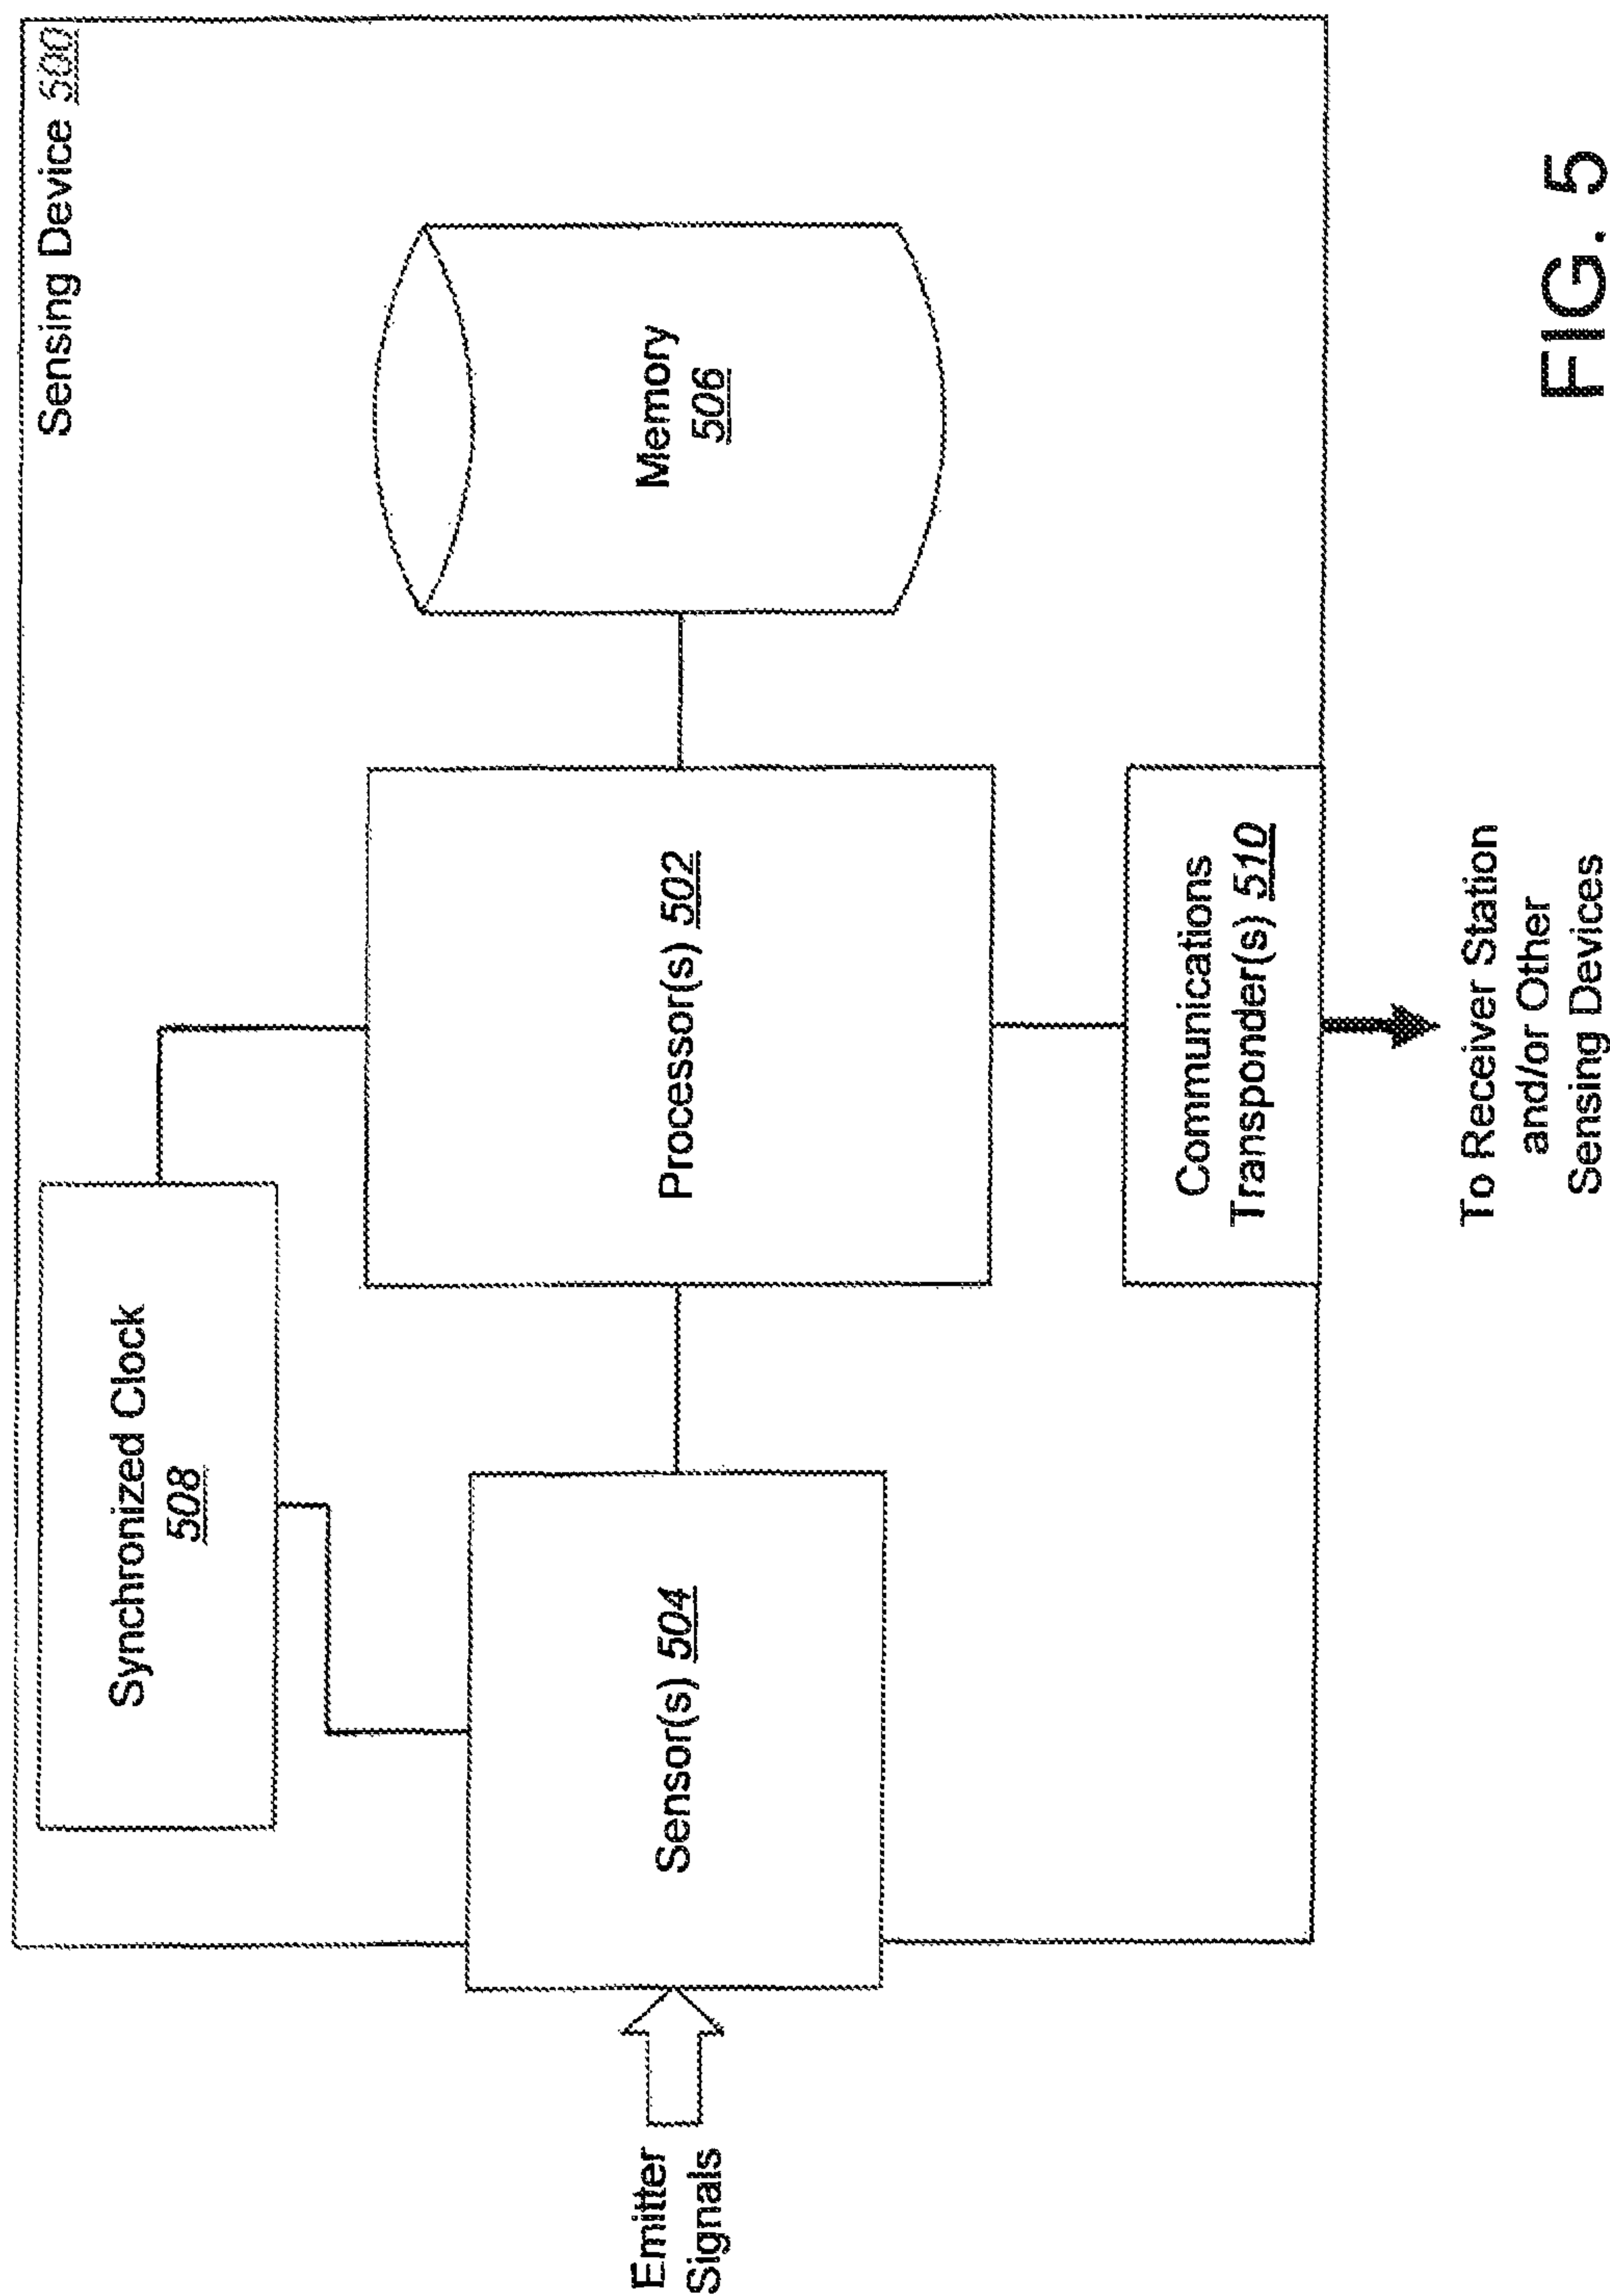 Sensing Device 500
Synchronized Clock
508
Processor(s) 502
Memory
506
Sensor(s) 504
Emitter
Signals
Communications
Transponder(s) 510
To Receiver Station
and/or Other
Sensing Devices
FIG. 5